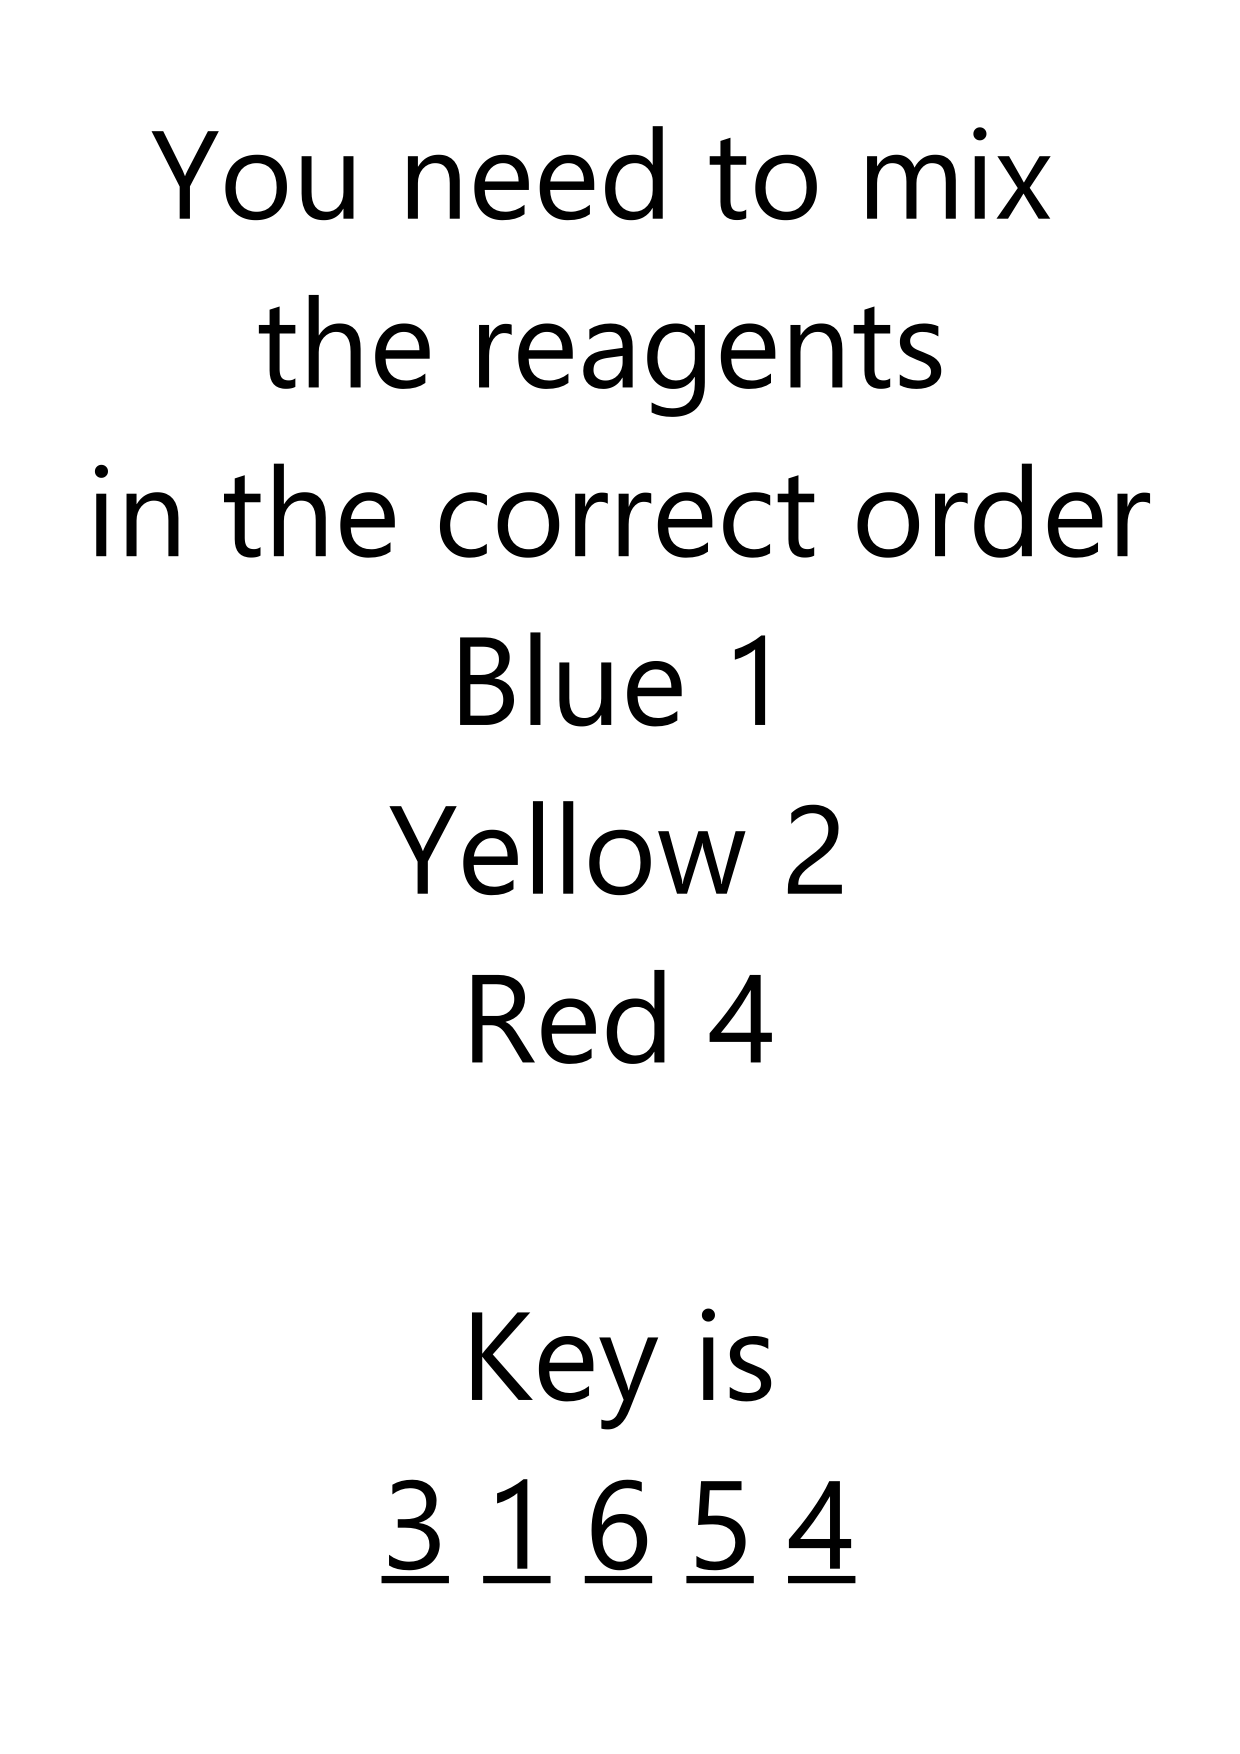 You need to mix
the reagents
in the correct order
Blue 1
Yellow 2
Red 4
Key is
3 1 6 5 4